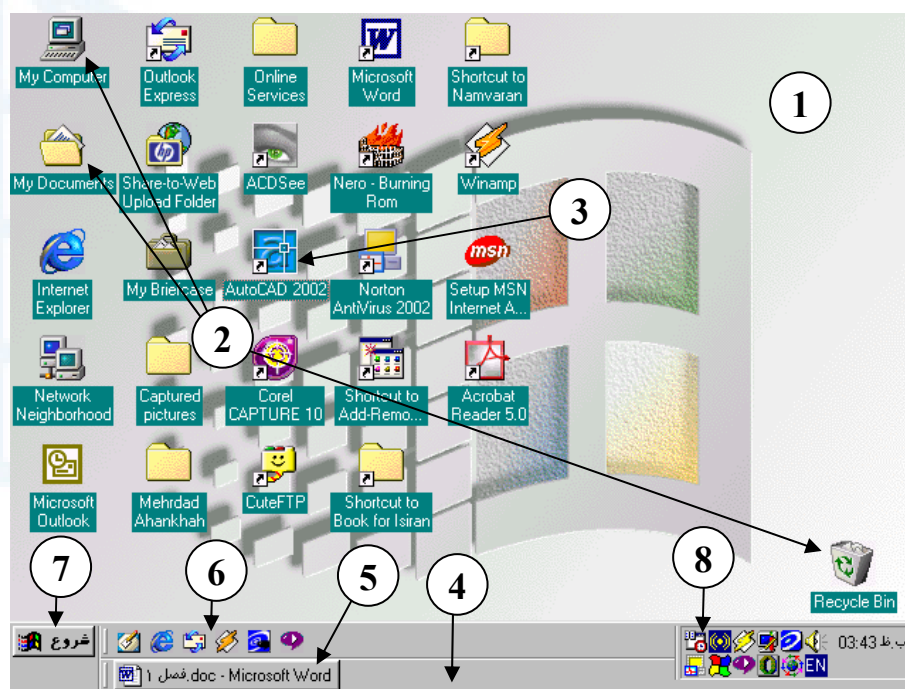 My Computer
Outlook
Express
Online
Services
Microsoft
Word
Shortcut to
Namvaran
1
My Documents
Share-to-Web
Upload Folder
ACDSee
Nero - Burning
Rom
Winamp
3
Internet
Explorer
My Briefcase
AutoCAD 2002
Norton
AntiVirus 2002
msn
Setup MSN
Internet A...
2
Network
Neighborhood
Captured
pictures
Corel
CAPTURE 10
Shortcut to
Add-Remo...
Acrobat
Reader 5.0
Microsoft
Outlook
Mehrdad
Ahankhah
CuteFTP
Shortcut to
Book for Isiran
Recycle Bin
7
6
5
4
8
شروع
03:43 ب.ظ
EN
فصل ۱.doc - Microsoft Word